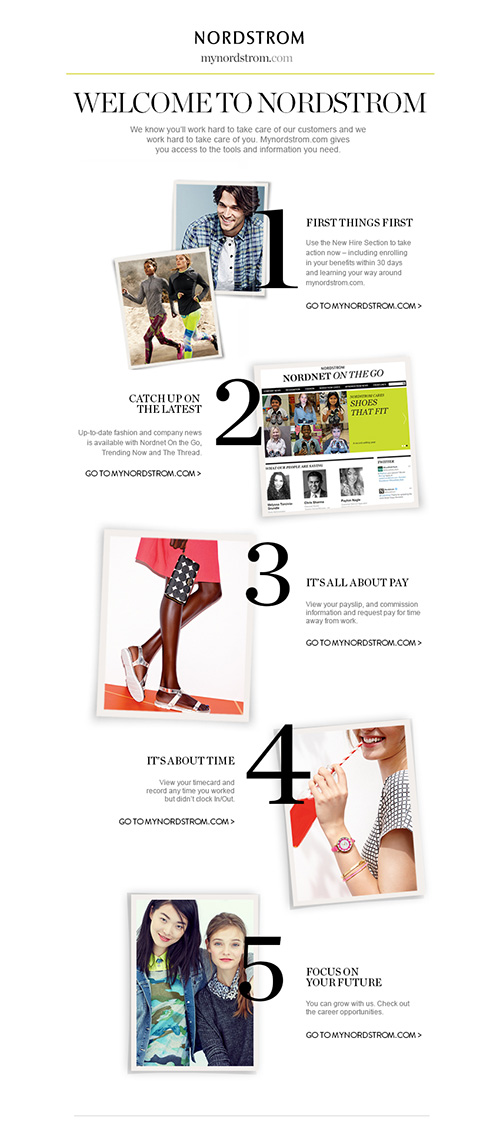 NORDSTROM
mynordstrom.com
WELCOME TO NORDSTROM
We know you'll work hard to take care of our customers and we
work hard to take care of you. Mynordstrom.com gives
you access to the tools and information you need.
1
FIRST THINGS FIRST
Use the New Hire Section to take
action now – including enrolling
in your benefits within 30 days
and learning your way around
mynordstrom.com.
GO TO MYNORDSTROM.COM >
2
CATCH UP ON
THE LATEST
Up-to-date fashion and company news
is available with Nordnet On the Go,
Trending Now and The Thread.
GO TO MYNORDSTROM.COM >
NORDSTROM
NORDNET ON THE GO
NORDSTROM CARES
SHOES
THAT FIT
WHAT OUR PEOPLE ARE SAYING
TWITTER
Chris Sharma
Payton Nagle
3
IT'S ALL ABOUT PAY
View your payslip, and commission
information and request pay for time
away from work.
GO TO MYNORDSTROM.COM >
4
IT'S ABOUT TIME
View your timecard and
record any time you worked
but didn't clock In/Out.
GO TO MYNORDSTROM.COM >
5
FOCUS ON
YOUR FUTURE
You can grow with us. Check out
the career opportunities.
GO TO MYNORDSTROM.COM >